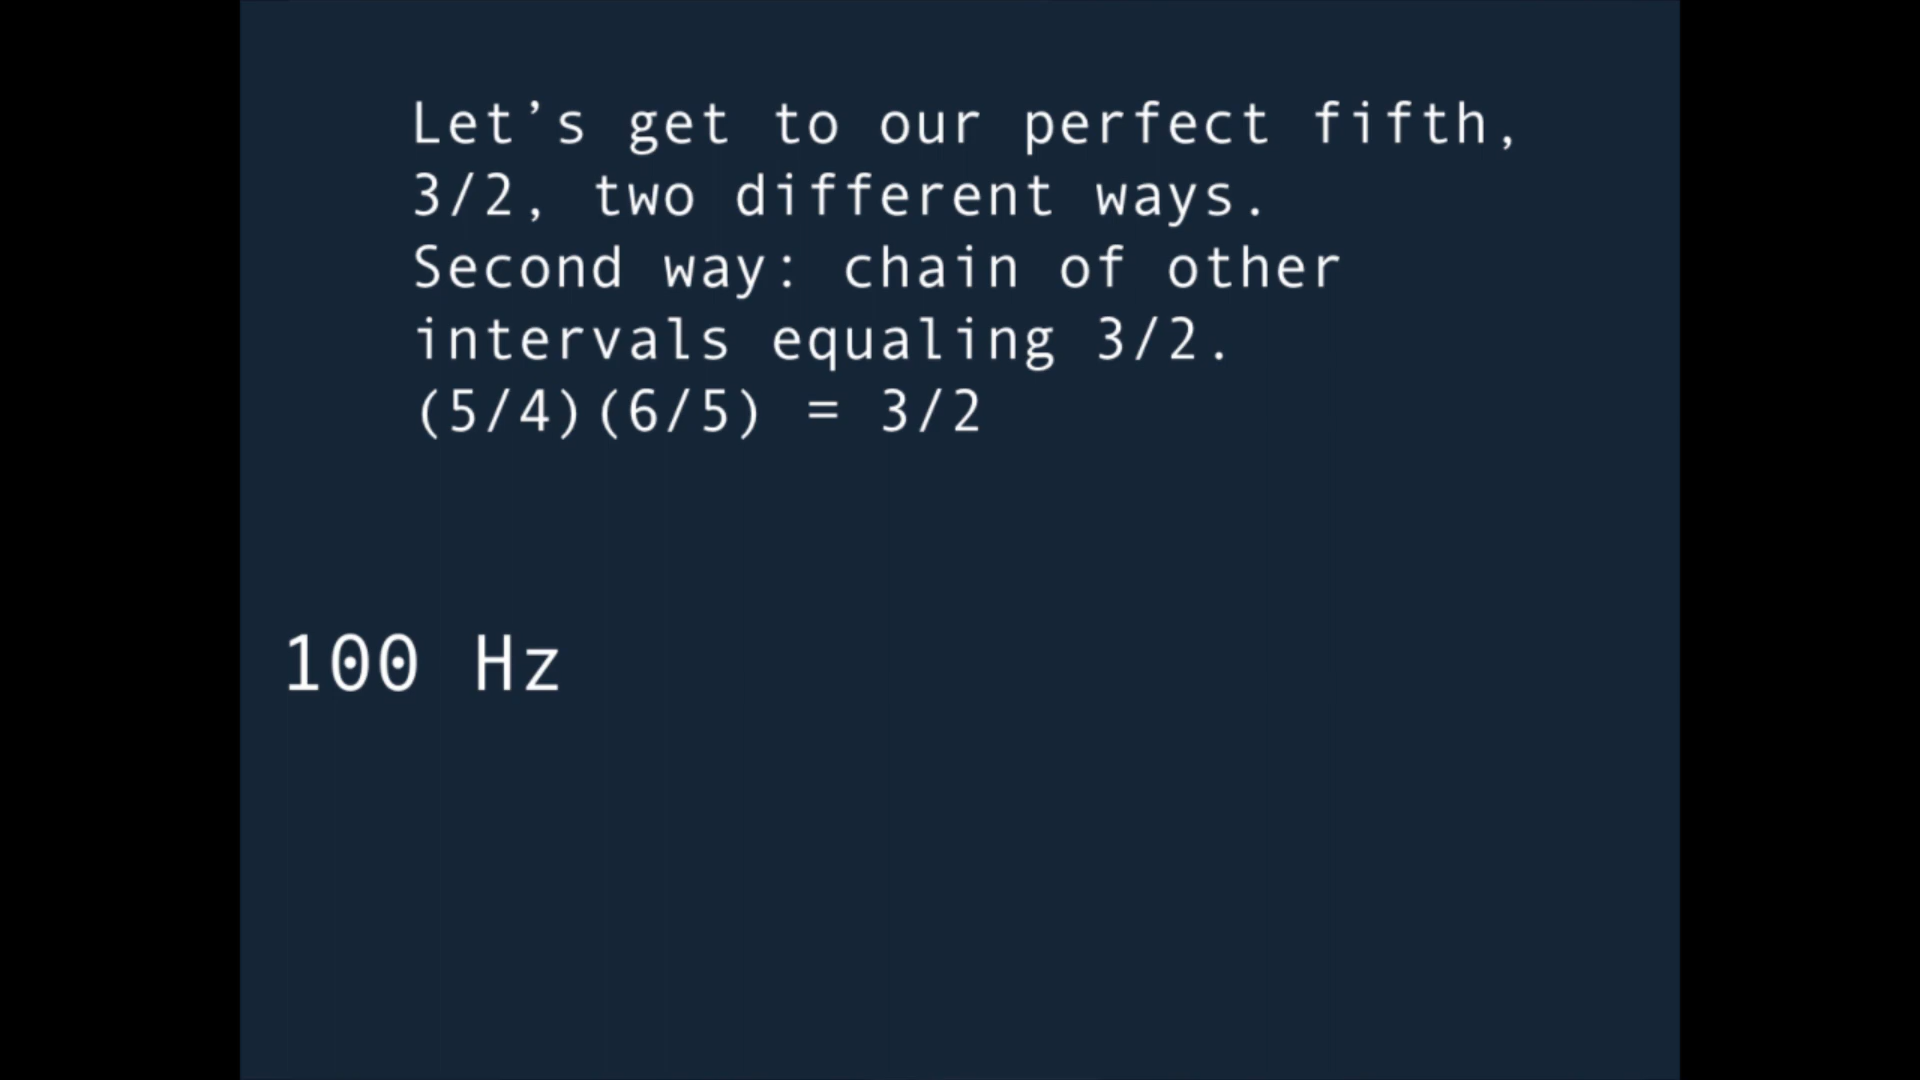 Let’s get to our perfect fifth,
3/2, two different ways.
Second way: chain of other
intervals equaling 3/2.
(5/4)(6/5) = 3/2
100 Hz